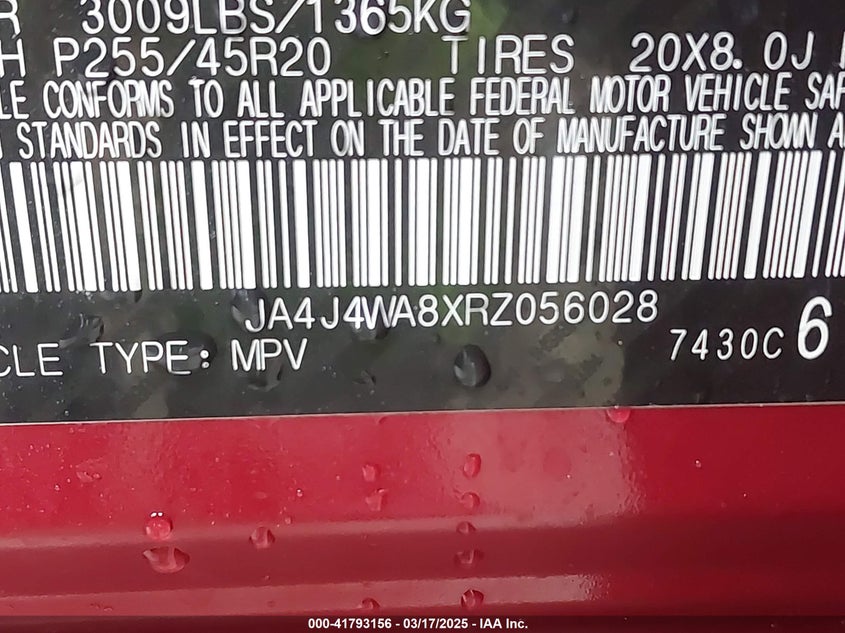 R 3009LBS/1365KG
H P255/45R20 TIRES 20X8.0J
LE CONFORMS TO ALL APPLICABLE FEDERAL MOTOR VEHICLE SAF
STANDARDS IN EFFECT ON THE DATE OF MANUFACTURE SHOWN A
JA4J4WA8XRZ056028
CLE TYPE: MPV 7430C 6
000-41793156 - 03/17/2025 - IAA Inc.